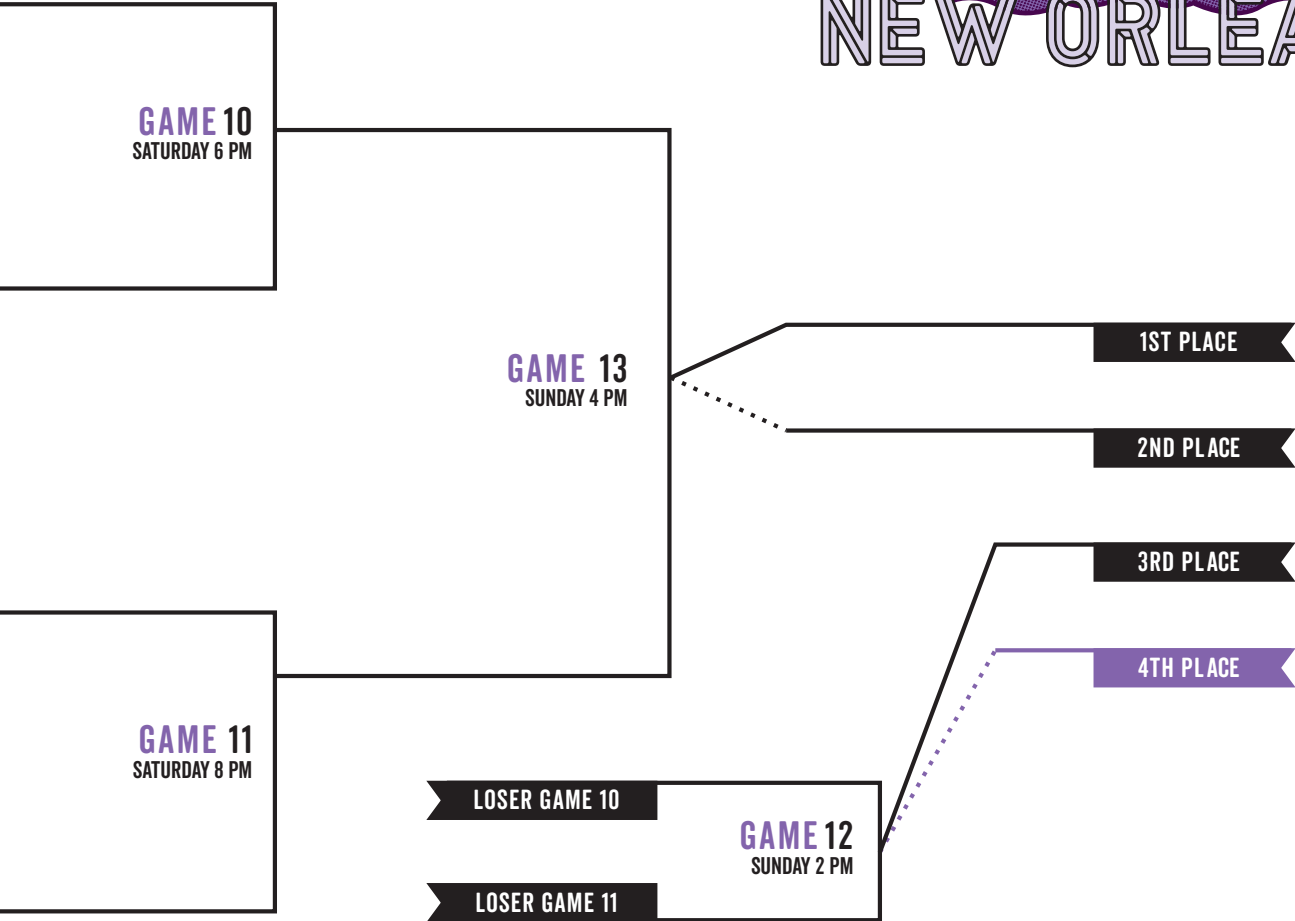 NEW ORLEA
GAME 10
SATURDAY 6 PM
GAME 13
SUNDAY 4 PM
1ST PLACE
2ND PLACE
3RD PLACE
4TH PLACE
GAME 11
SATURDAY 8 PM
LOSER GAME 10
GAME 12
SUNDAY 2 PM
LOSER GAME 11